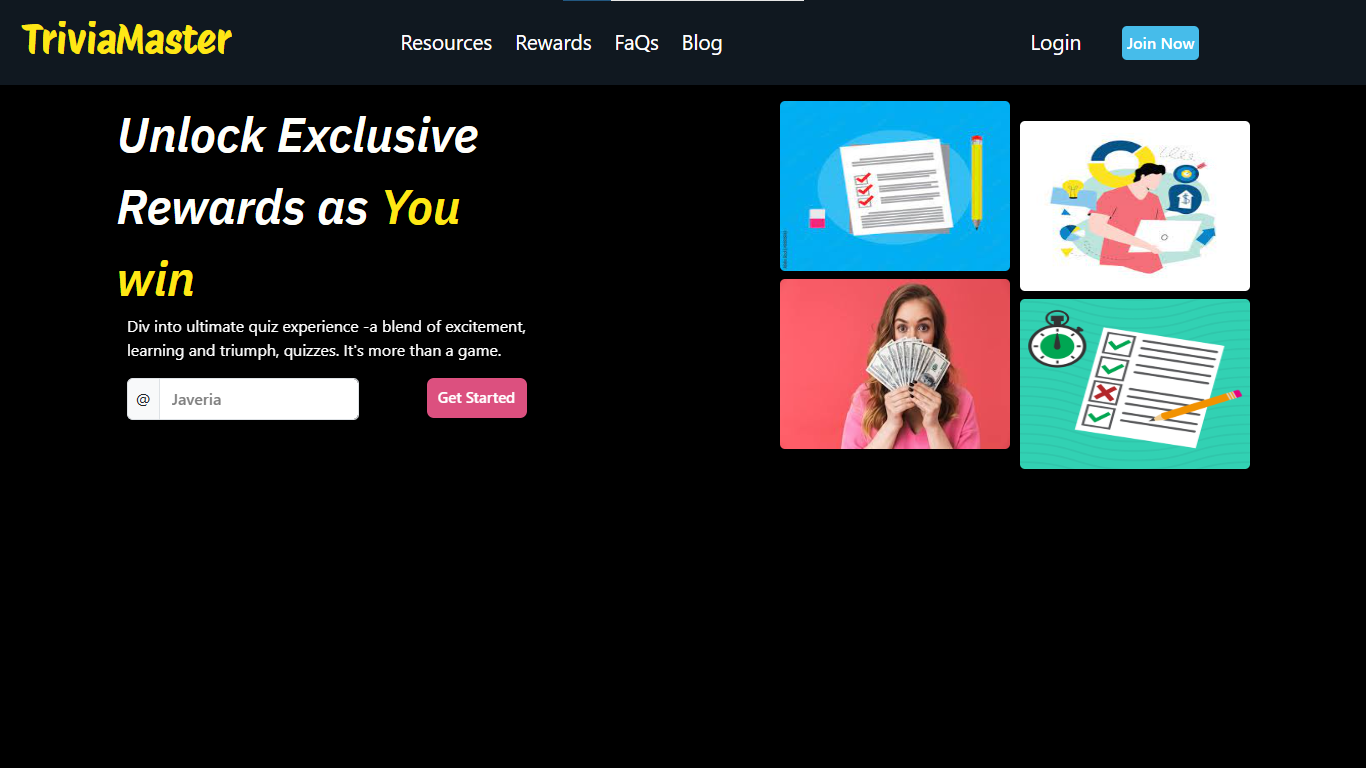 TriviaMaster
Resources Rewards FaQs Blog
Login Join Now
Unlock Exclusive
Rewards as You
win
Div into ultimate quiz experience -a blend of excitement,
learning and triumph, quizzes. It's more than a game.
@ Javeria
Get Started